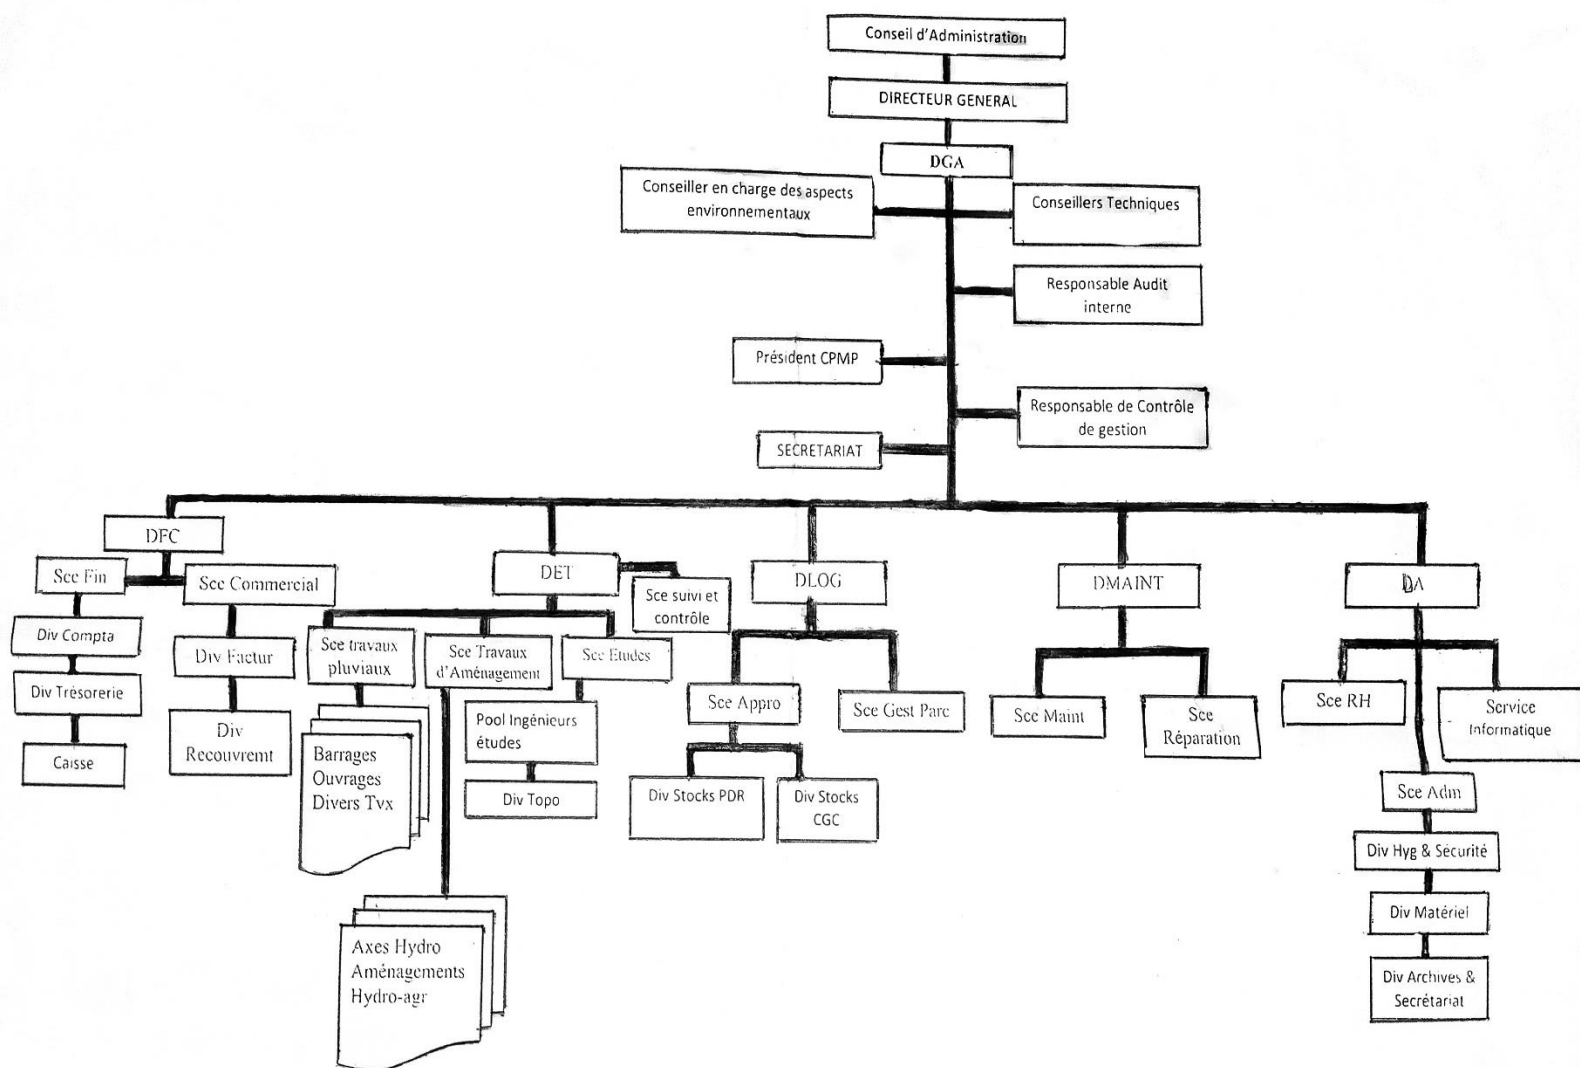 Conseil d'Administration
DIRECTEUR GENERAL
DGA
Conseiller en charge des aspects
environnementaux
Conseillers Techniques
Responsable Audit
interne
Président CPMP
Responsable de Contrôle
de gestion
SECRETARIAT
DFC
Sce Fin
Sce Commercial
Div Compta
Div Factur
Div Trésorerie
Div
Recouvremt
Caisse
DET
Sce suivi et
contrôle
Sce travaux
pluviaux
Sce Travaux
d'Aménagement
Sce Etudes
Barrages
Ouvrages
Divers Tvx
Pool Ingénieurs
études
Div Topo
Axes Hydro
Aménagements
Hydro-agr
DLOG
Sce Appro
Sce Gest Parc
Div Stocks PDR
Div Stocks
CGC
DMAINT
Sce Maint
Sce
Réparation
DA
Sce RH
Service
Informatique
Sce Adm
Div Hyg & Sécurité
Div Matériel
Div Archives &
Secrétariat